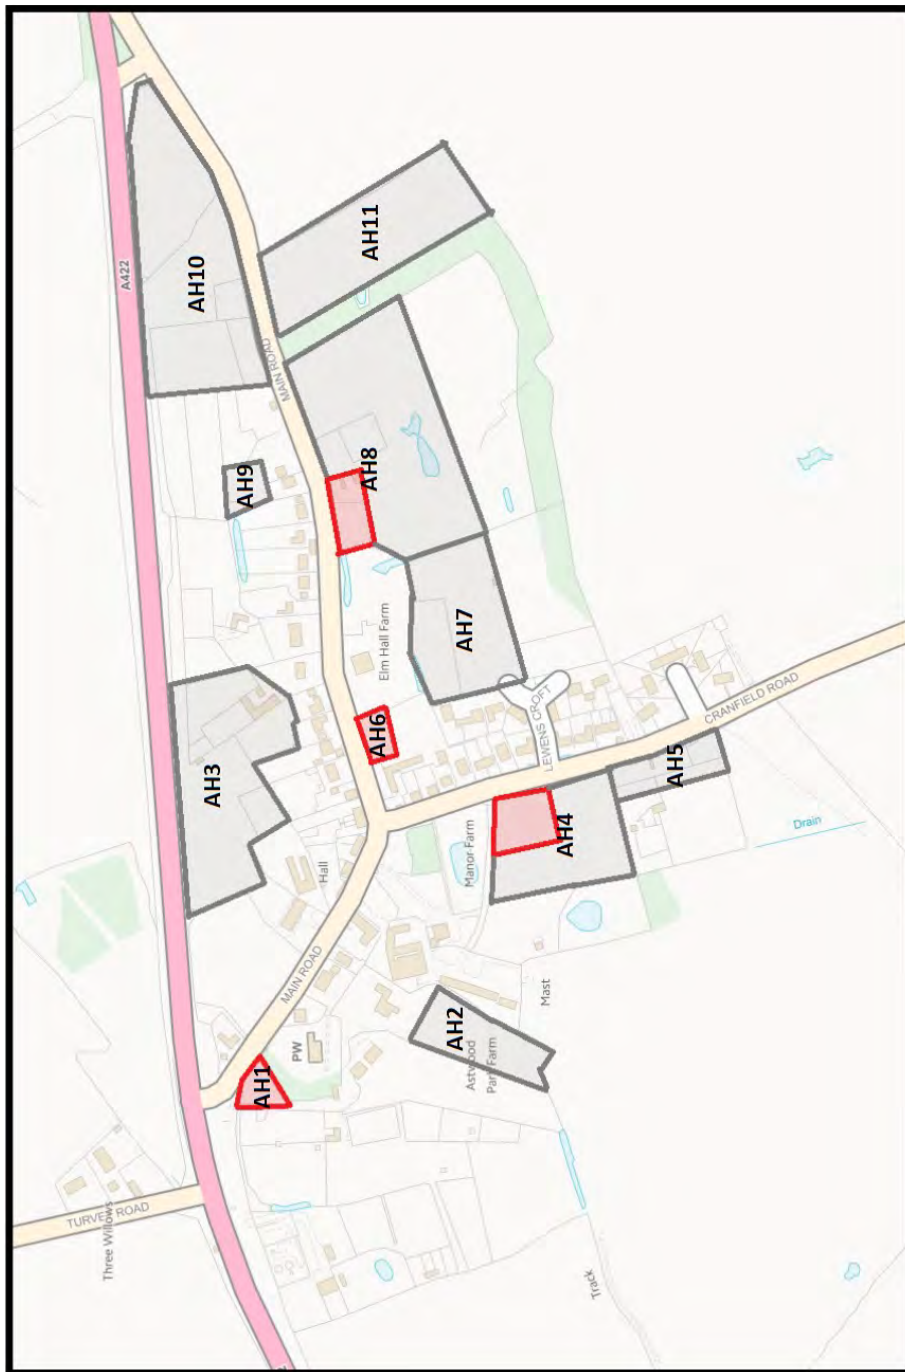 A422
AH10
AH11
MAIN ROAD
AH9
AH8
Elm Hall Farm
AH7
AH3
AH6
LEWENS CROFT
CRANFIELD ROAD
AH5
Hall
Manor Farm
AH4
Drain
MAIN ROAD
Mast
PW
AH2
Astwood
Park Farm
AH1
TURVEY ROAD
Three Willows
Track